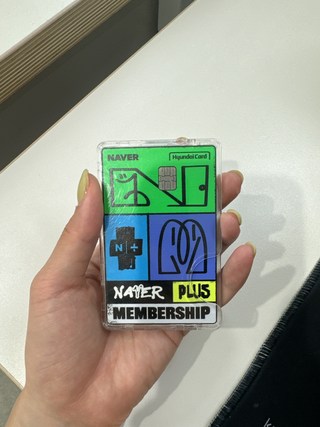 NAVER
HyundaiCard
N +
NAVER PLUS
MEMBERSHIP